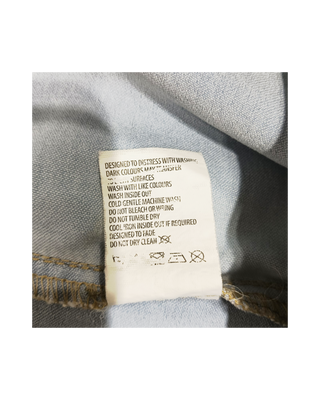 DESIGNED TO DISTRESS WITH WASHING
DARK COLOURS MAY TRANSFER
SURFACES
WASH WITH LIKE COLOURS
WASH INSIDE OUT
COLD GENTLE MACHINE WASH
DO NOT BLEACH OR WRING
DO NOT TUMBLE DRY
COOL IRON INSIDE OUT IF REQUIRED
DESIGNED TO FADE
DO NOT DRY CLEAN